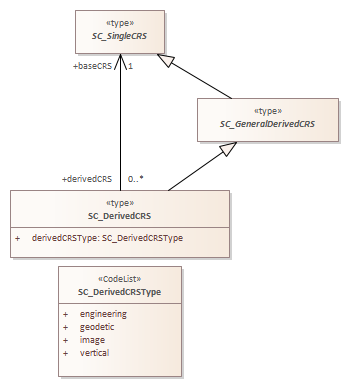 «type»
SC_SingleCRS
+baseCRS 1
«type»
SC_GeneralDerivedCRS
+derivedCRS 0..*
«type»
SC_DerivedCRS
+ derivedCRSType: SC_DerivedCRSType
«CodeList»
SC_DerivedCRSType
+ engineering
+ geodetic
+ image
+ vertical